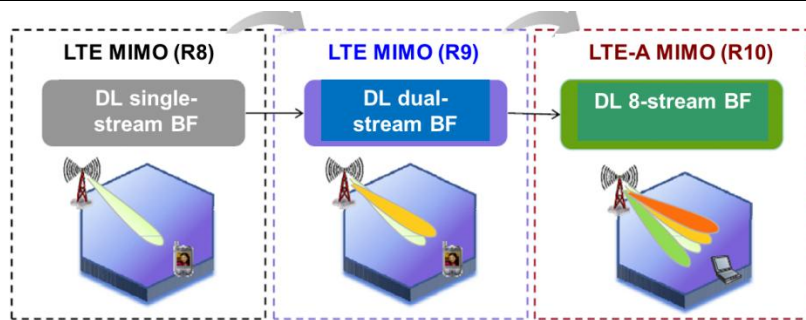 LTE MIMO (R8)
LTE MIMO (R9)
LTE-A MIMO (R10)
DL single-
stream BF
DL dual-
stream BF
DL 8-stream BF